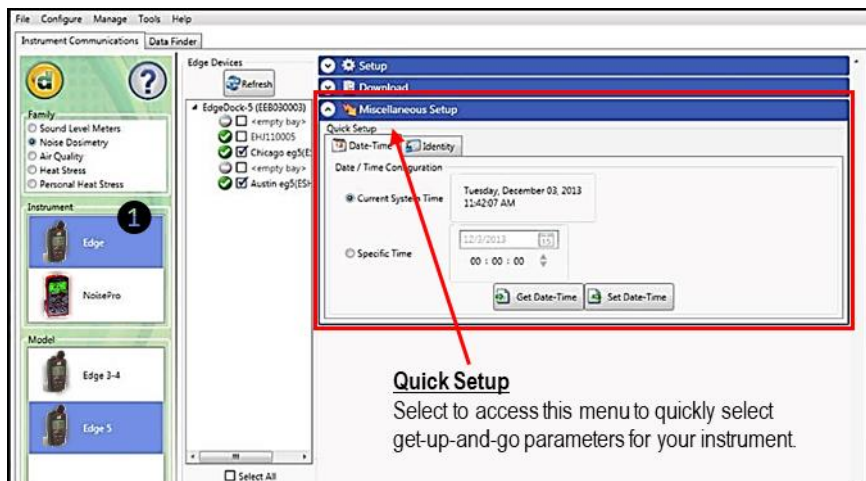 File Configure Manage Tools Help
Instrument Communications Data Finder
Family
Sound Level Meters
Noise Dosimetry
Air Quality
Heat Stress
Personal Heat Stress
Instrument
1
Edge
NoisePro
Model
Edge 3-4
Edge 5
Edge Devices
Refresh
EdgeDock-5 (EEB030003)
<empty bay>
EHJ110005
Chicago eg5(E
<empty bay>
Austin eg5(ESH
Select All
Setup
Download
Miscellaneous Setup
Quick Setup
Date-Time Identity
Date / Time Configuration
Current System Time
Tuesday, December 03, 2013
11:42:07 AM
Specific Time
12/3/2013 15
00 : 00 : 00
Get Date-Time Set Date-Time
Quick Setup
Select to access this menu to quickly select
get-up-and-go parameters for your instrument.